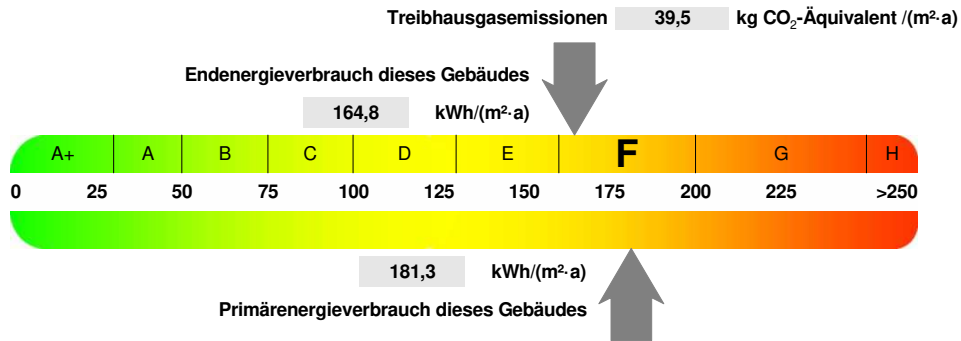 Treibhausgasemissionen 39,5 kg CO₂-Äquivalent /(m²·a)
Endenergieverbrauch dieses Gebäudes
164,8 kWh/(m²·a)
A+ A B C D E F G H
0 25 50 75 100 125 150 175 200 225 >250
181,3 kWh/(m²·a)
Primärenergieverbrauch dieses Gebäudes